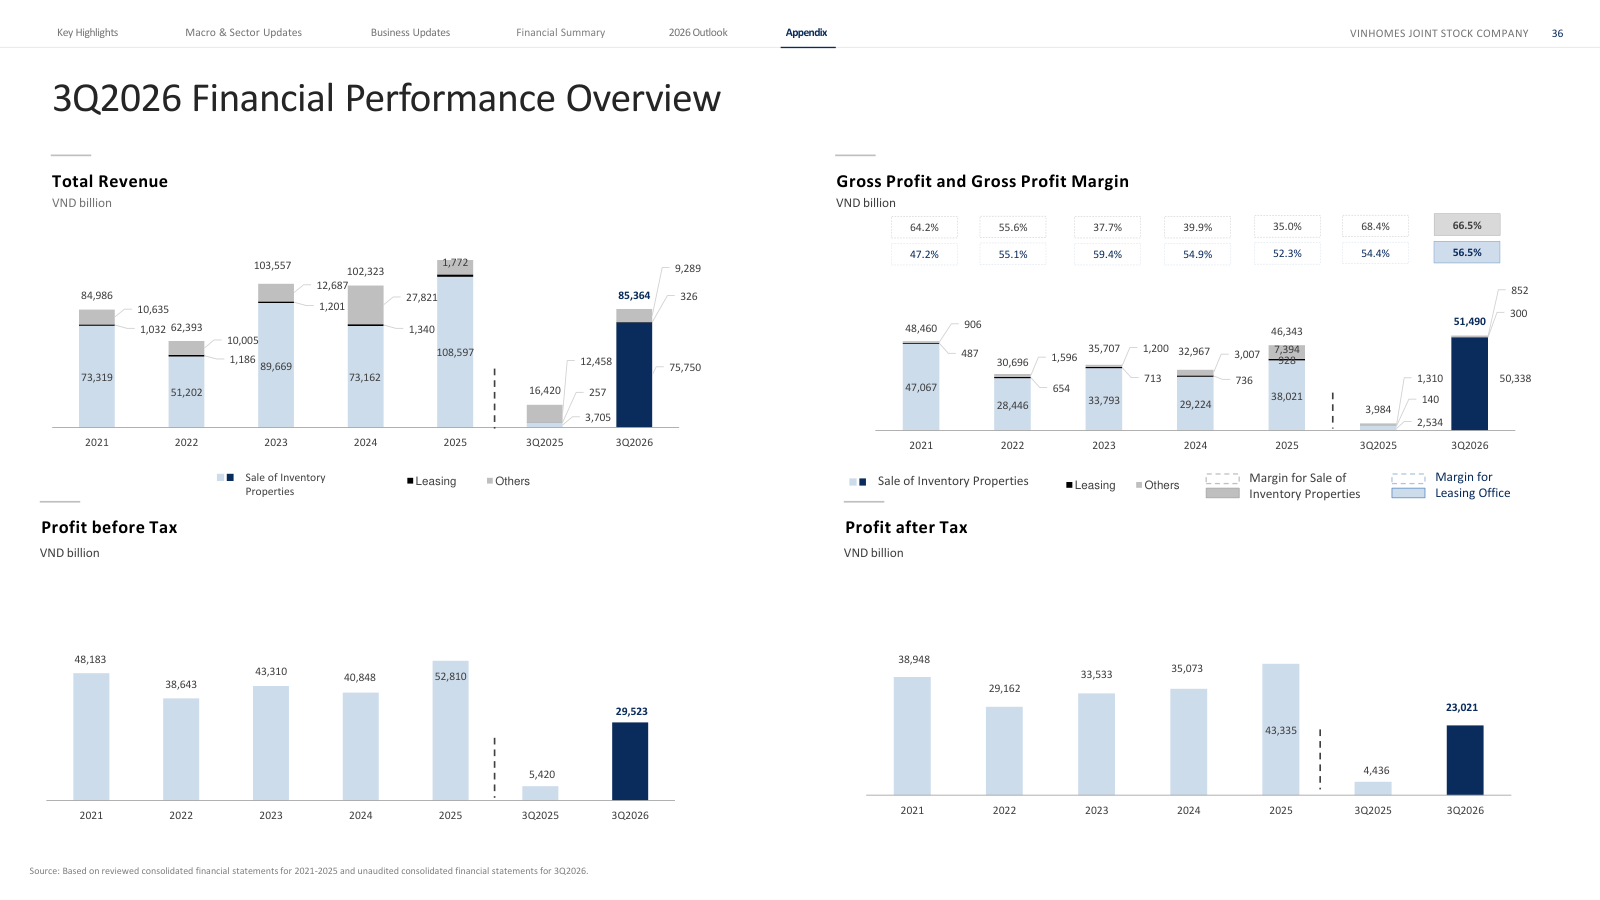 Key Highlights
Macro & Sector Updates
Business Updates
Financial Summary
2026 Outlook
Appendix
VINHOMES JOINT STOCK COMPANY 36
3Q2026 Financial Performance Overview
Total Revenue
VND billion
84,986
10,635
1,032
73,319
62,393
10,005
1,186
51,202
103,557
12,687
1,201
89,669
102,323
27,821
1,340
73,162
1,772
108,597
16,420
12,458
257
3,705
85,364
9,289
326
75,750
2021 2022 2023 2024 2025 3Q2025 3Q2026
Sale of Inventory
Properties
Leasing
Others
Gross Profit and Gross Profit Margin
VND billion
64.2% 55.6% 37.7% 39.9% 35.0% 68.4% 66.5%
47.2% 55.1% 59.4% 54.9% 52.3% 54.4% 56.5%
48,460
906
487
47,067
30,696
1,596
654
28,446
35,707
1,200
713
33,793
32,967
3,007
736
29,224
46,343
7,394
928
38,021
3,984
1,310
140
2,534
51,490
852
300
50,338
2021 2022 2023 2024 2025 3Q2025 3Q2026
Sale of Inventory Properties
Leasing
Others
Margin for Sale of
Inventory Properties
Margin for
Leasing Office
Profit before Tax
VND billion
48,183
38,643
43,310
40,848
52,810
5,420
29,523
2021 2022 2023 2024 2025 3Q2025 3Q2026
Profit after Tax
VND billion
38,948
29,162
33,533
35,073
43,335
4,436
23,021
2021 2022 2023 2024 2025 3Q2025 3Q2026
Source: Based on reviewed consolidated financial statements for 2021-2025 and unaudited consolidated financial statements for 3Q2026.